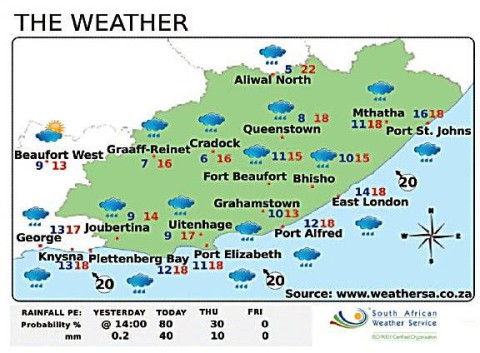 THE WEATHER
5 22
Aliwal North
8 18
Queenstown
Mthatha
11 18
16 18
Port St. Johns
Beaufort West
9 13
Graaff-Reinet
7 16
Cradock
6 16
11 15
Fort Beaufort
10 15
Bhisho
20
14 18
East London
Grahamstown
10 13
12 18
Port Alfred
13 17
George
9 14
Joubertina
Uitenhage
9 17
Knysna
13 18
Plettenberg Bay
12 18
Port Elizabeth
11 18
20
20
N
W E
S
Source: www.weathersa.co.za
RAINFALL PE: YESTERDAY TODAY THU FRI
Probability % @ 14:00 80 30 0
mm 0.2 40 10 0
South African
Weather Service
ISO 9001 Certified Organisation